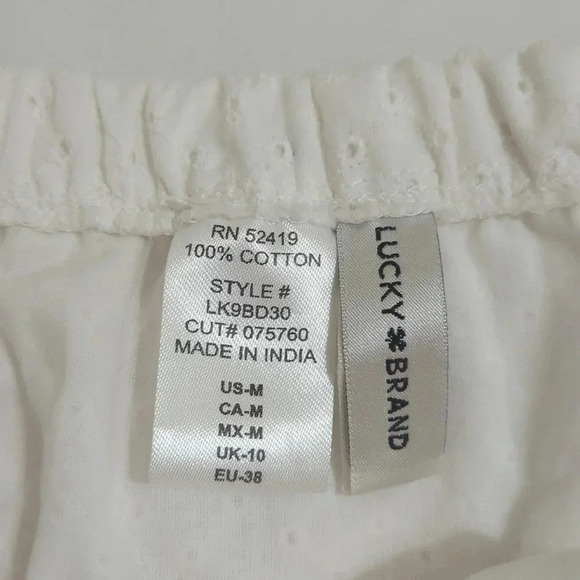 RN 52419
100% COTTON
STYLE #
LK9BD30
CUT# 075760
MADE IN INDIA
US-M
CA-M
MX-M
UK-10
EU-38
LUCKY BRAND